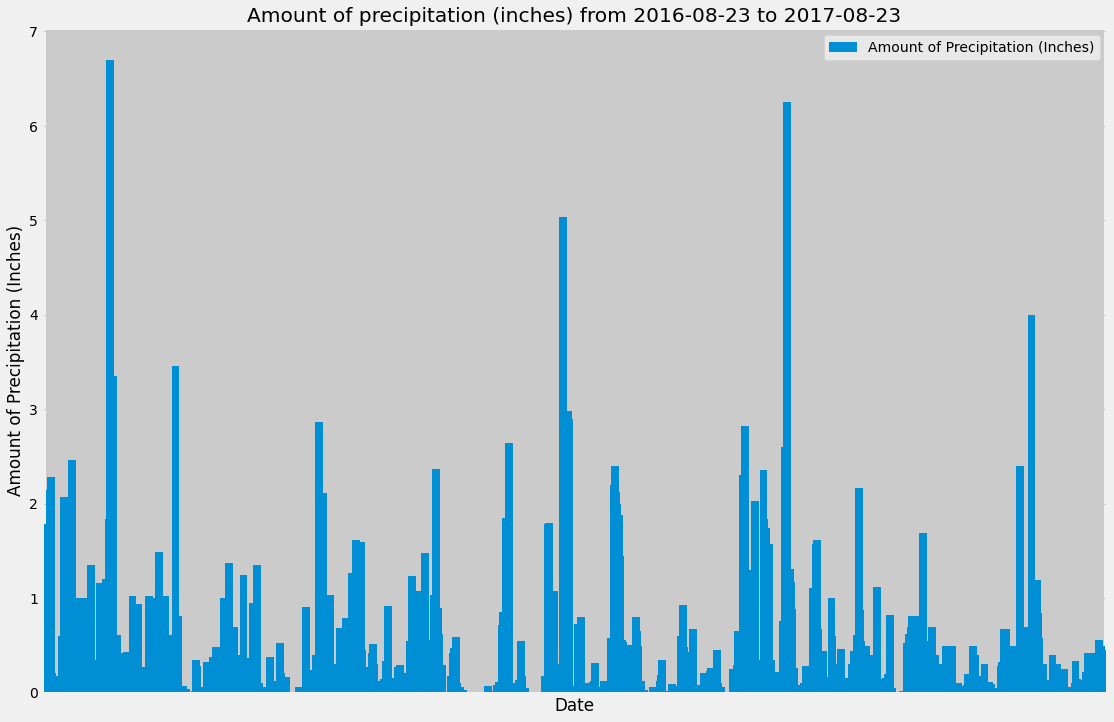 Amount of precipitation (inches) from 2016-08-23 to 2017-08-23
Amount of Precipitation (Inches)
7
6
5
4
3
2
1
0
Amount of Precipitation (Inches)
Date